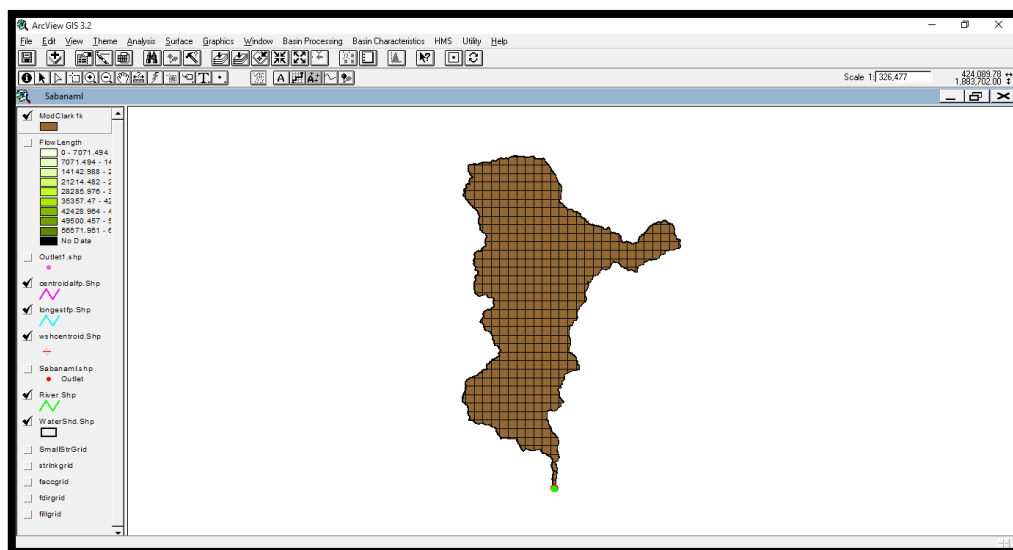 ArcView GIS 3.2
File Edit View Theme Analysis Surface Graphics Window Basin Processing Basin Characteristics HMS Utility Help
Scale 1: 326,477
424,089.78
1,883,702.00
Sabanaml
ModClark1k
FlowLength
0 - 7071.494
7071.494 - 14
14142.988 - 2
21214.482 - 2
28285.976 - 3
35357.47 - 42
42428.964 - 4
49500.457 - 5
56571.951 - 6
No Data
Outlet1.shp
centroidalfp.Shp
longestfp.Shp
wshcentroid.Shp
Sabanaml.shp
Outlet
River.Shp
WaterShd.Shp
SmallStrGrid
strlnkgrid
faccgrid
fdirgrid
fillgrid